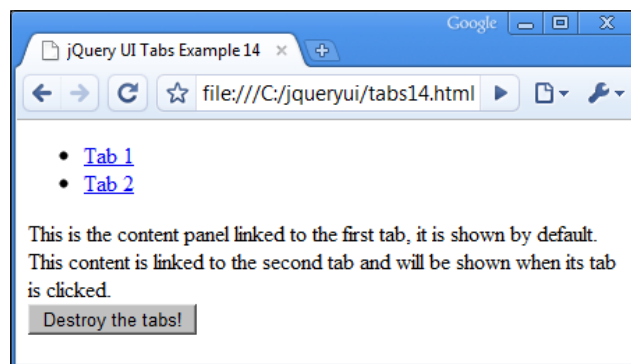 Google
jQuery UI Tabs Example 14
file:///C:/jqueryui/tabs14.html
Tab 1
Tab 2
This is the content panel linked to the first tab, it is shown by default.
This content is linked to the second tab and will be shown when its tab
is clicked.
Destroy the tabs!